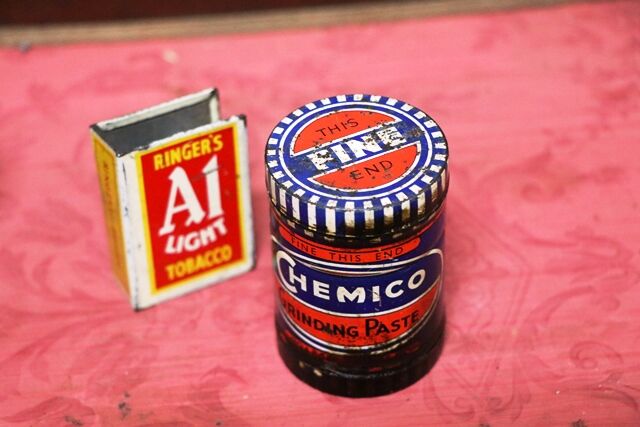 RINGER'S
A1
LIGHT
TOBACCO
THIS
FINE
END
FINE THIS END
CHEMICO
GRINDING PASTE